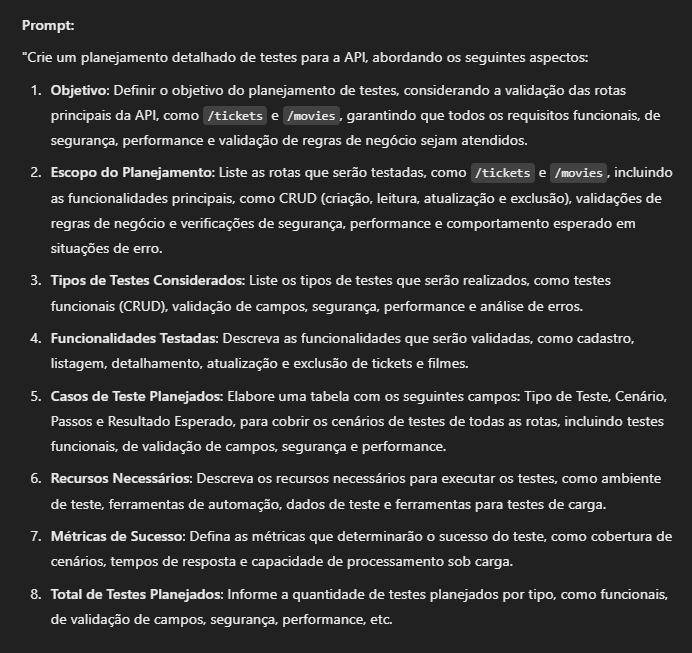 Prompt:
"Crie um planejamento detalhado de testes para a API, abordando os seguintes aspectos:
1. Objetivo: Definir o objetivo do planejamento de testes, considerando a validação das rotas
principais da API, como /tickets e /movies, garantindo que todos os requisitos funcionais, de
segurança, performance e validação de regras de negócio sejam atendidos.
2. Escopo do Planejamento: Liste as rotas que serão testadas, como /tickets e /movies, incluindo
as funcionalidades principais, como CRUD (criação, leitura, atualização e exclusão), validações de
regras de negócio e verificações de segurança, performance e comportamento esperado em
situações de erro.
3. Tipos de Testes Considerados: Liste os tipos de testes que serão realizados, como testes
funcionais (CRUD), validação de campos, segurança, performance e análise de erros.
4. Funcionalidades Testadas: Descreva as funcionalidades que serão validadas, como cadastro,
listagem, detalhamento, atualização e exclusão de tickets e filmes.
5. Casos de Teste Planejados: Elabore uma tabela com os seguintes campos: Tipo de Teste, Cenário,
Passos e Resultado Esperado, para cobrir os cenários de testes de todas as rotas, incluindo testes
funcionais, de validação de campos, segurança e performance.
6. Recursos Necessários: Descreva os recursos necessários para executar os testes, como ambiente
de teste, ferramentas de automação, dados de teste e ferramentas para testes de carga.
7. Métricas de Sucesso: Defina as métricas que determinarão o sucesso do teste, como cobertura de
cenários, tempos de resposta e capacidade de processamento sob carga.
8. Total de Testes Planejados: Informe a quantidade de testes planejados por tipo, como funcionais,
de validação de campos, segurança, performance, etc.